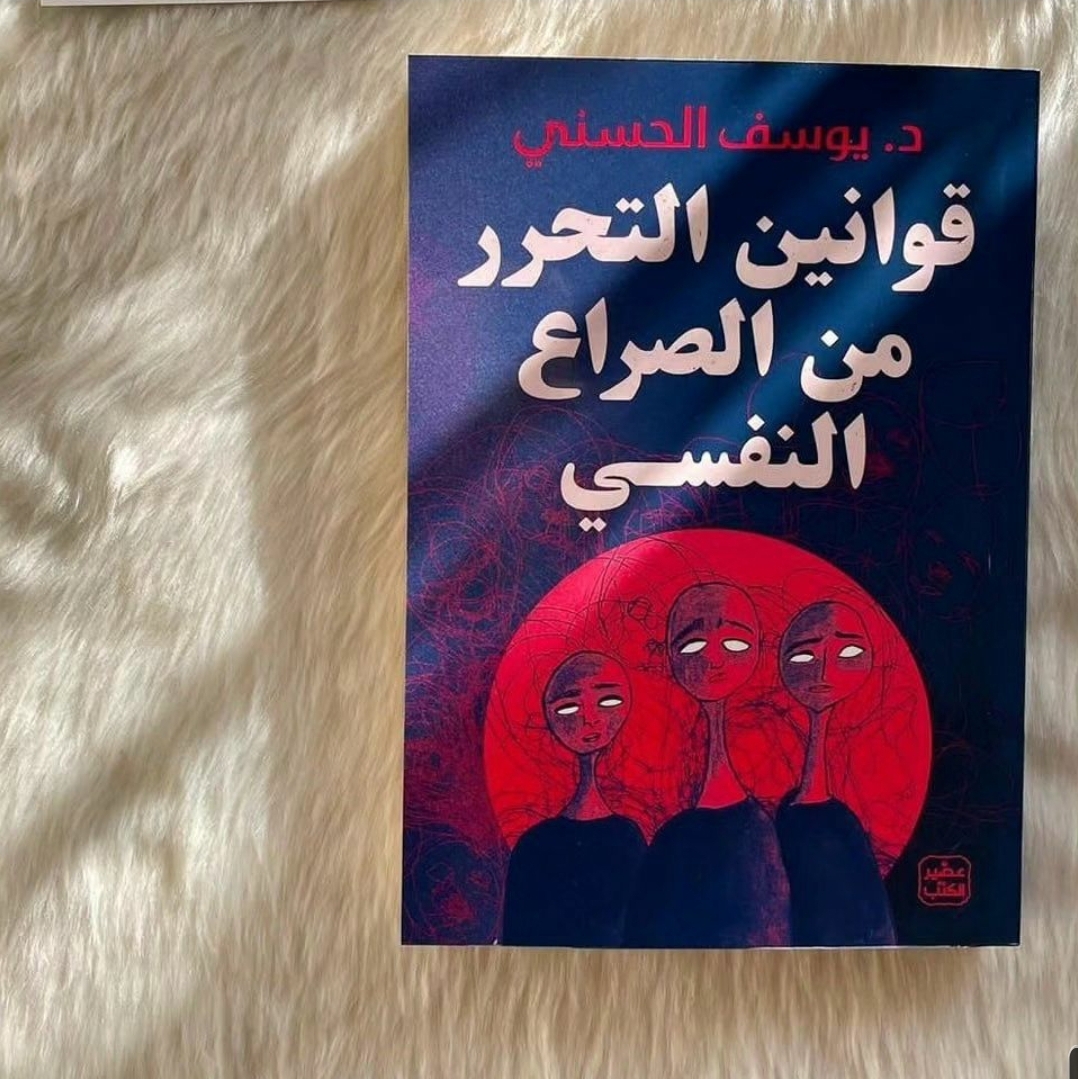 د. يوسف الحسني
قوانين التحرر
من الصراع
النفسي
عصير
الكتب